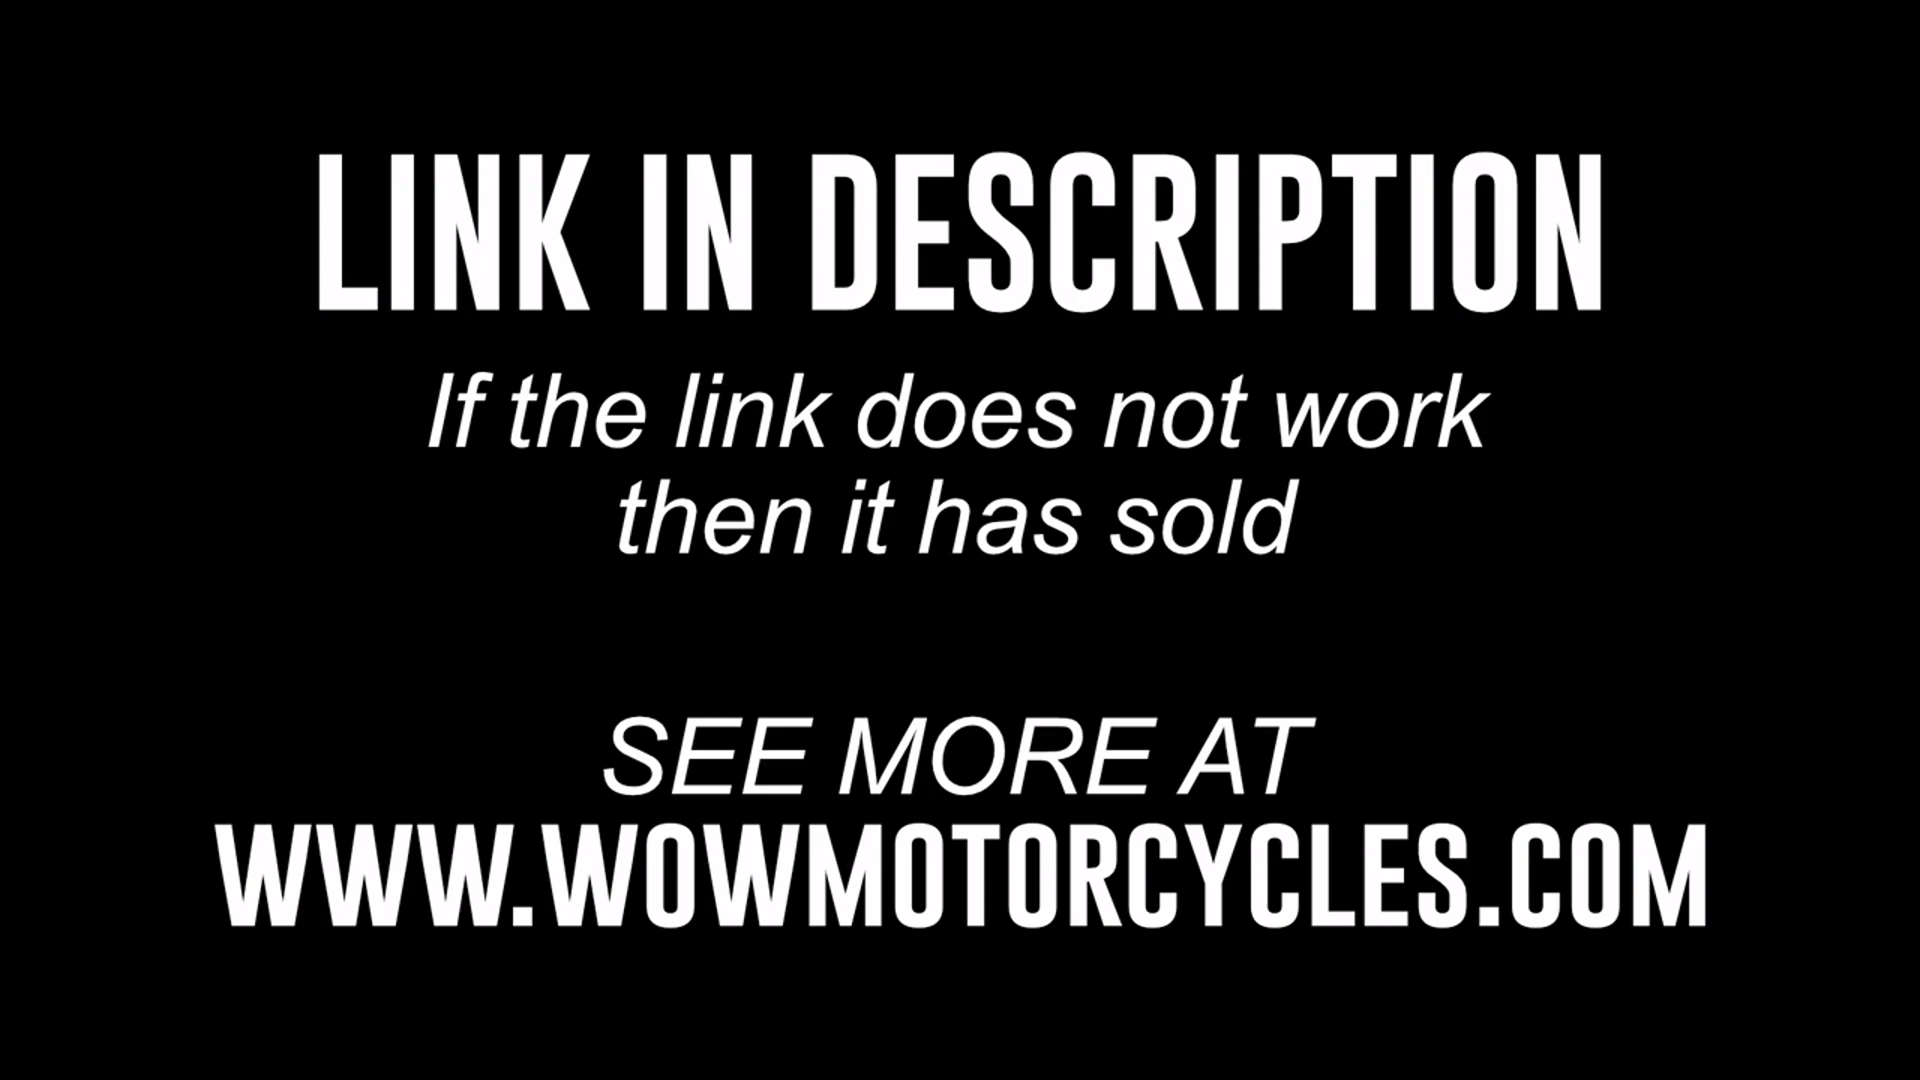 LINK IN DESCRIPTION
If the link does not work
then it has sold
SEE MORE AT
WWW.WOWMOTORCYCLES.COM